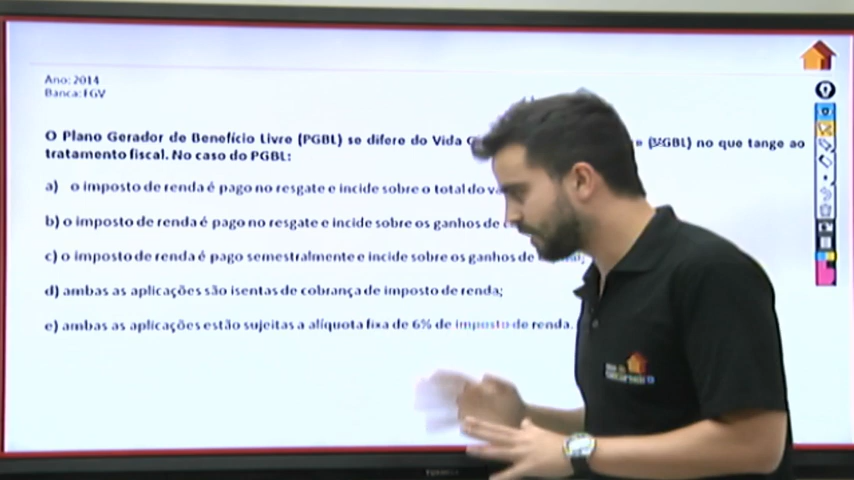 Ano: 2014
Banca: FGV
O Plano Gerador de Benefício Livre (PGBL) se difere do Vida (VGBL) no que tange ao
tratamento fiscal. No caso do PGBL:
a) o imposto de renda é pago no resgate e incide sobre o total do
b) o imposto de renda é pago no resgate e incide sobre os ganhos de
c) o imposto de renda é pago semestralmente e incide sobre os ganhos de
d) ambas as aplicações são isentas de cobrança de imposto de renda;
e) ambas as aplicações estão sujeitas a alíquota fixa de 6% de imposto de renda.